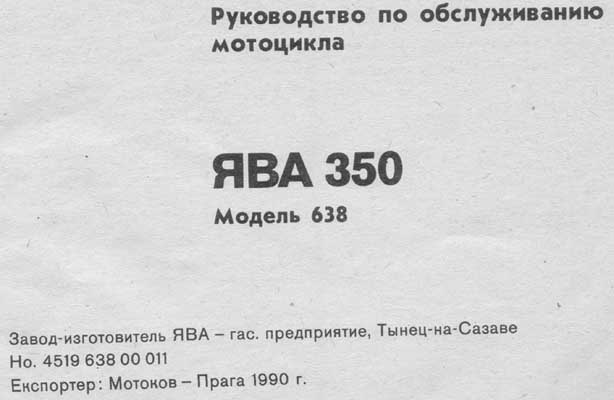 Руководство по обслуживанию
мотоцикла
ЯВА 350
Модель 638
Завод-изготовитель ЯВА – гас. предприятие, Тынец-на-Сазаве
Но. 4519 638 00 011
Експортер: Мотоков – Прага 1990 г.